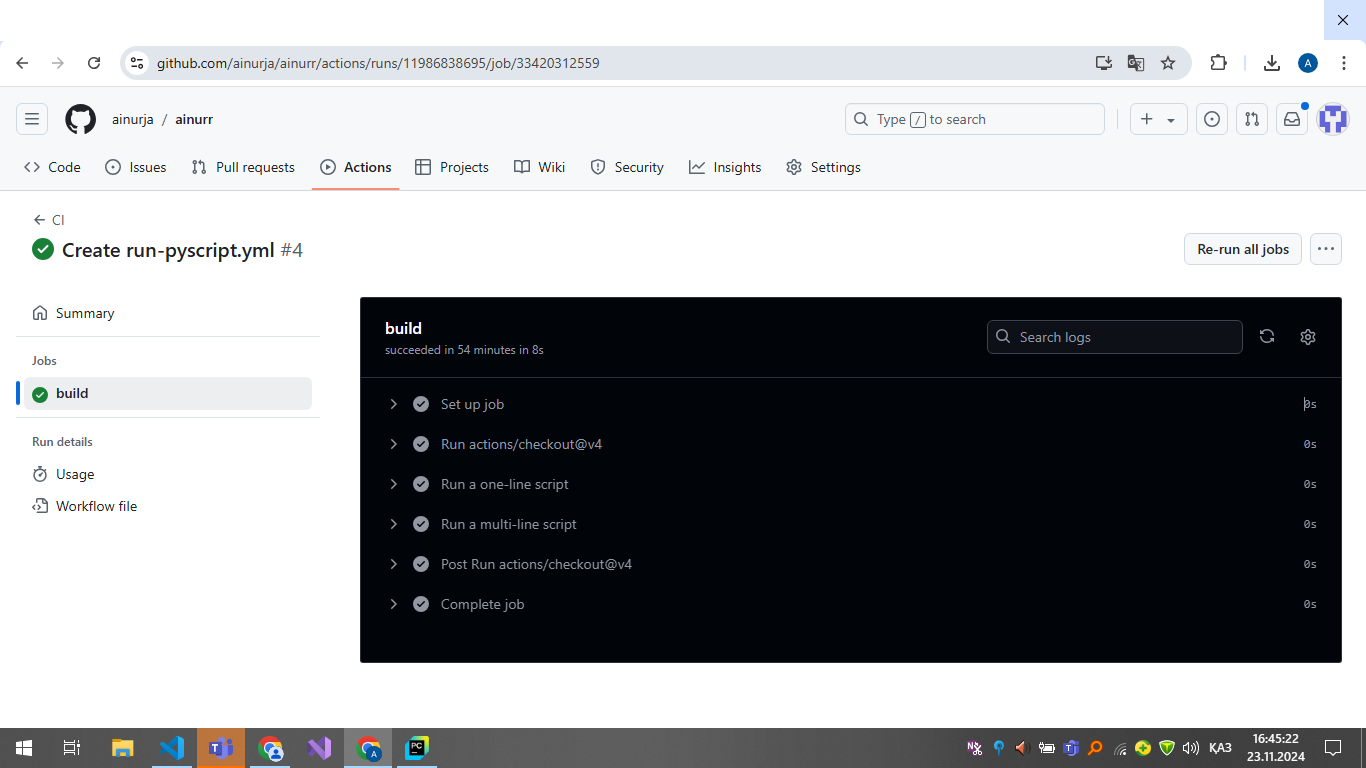 github.com/ainurja/ainurr/actions/runs/11986838695/job/33420312559
A
ainurja / ainurr
Type / to search
Code
Issues
Pull requests
Actions
Projects
Wiki
Security
Insights
Settings
CI
Create run-pyscript.yml #4
Re-run all jobs
Summary
Jobs
build
Run details
Usage
Workflow file
build
succeeded in 54 minutes in 8s
Search logs
Set up job 0s
Run actions/checkout@v4 0s
Run a one-line script 0s
Run a multi-line script 0s
Post Run actions/checkout@v4 0s
Complete job 0s
A
PC
ҚАЗ
16:45:22
23.11.2024